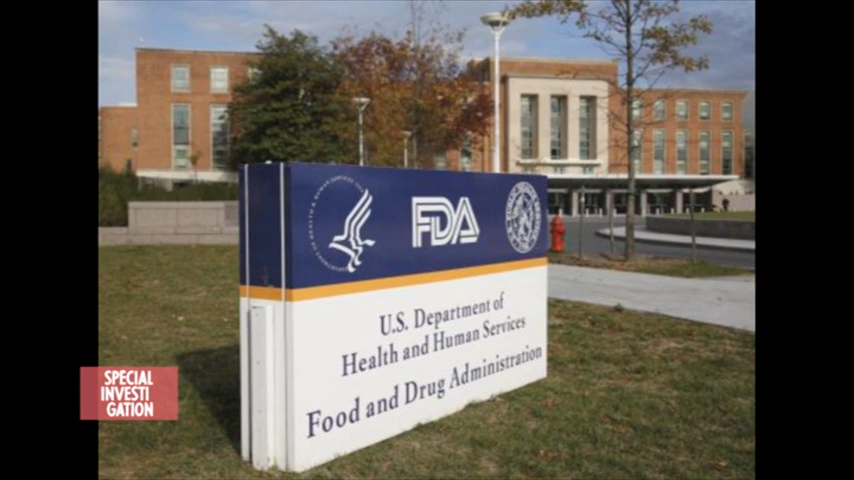 FDA
U.S. Department of
Health and Human Services
Food and Drug Administration
SPECIAL
INVESTI
GATION